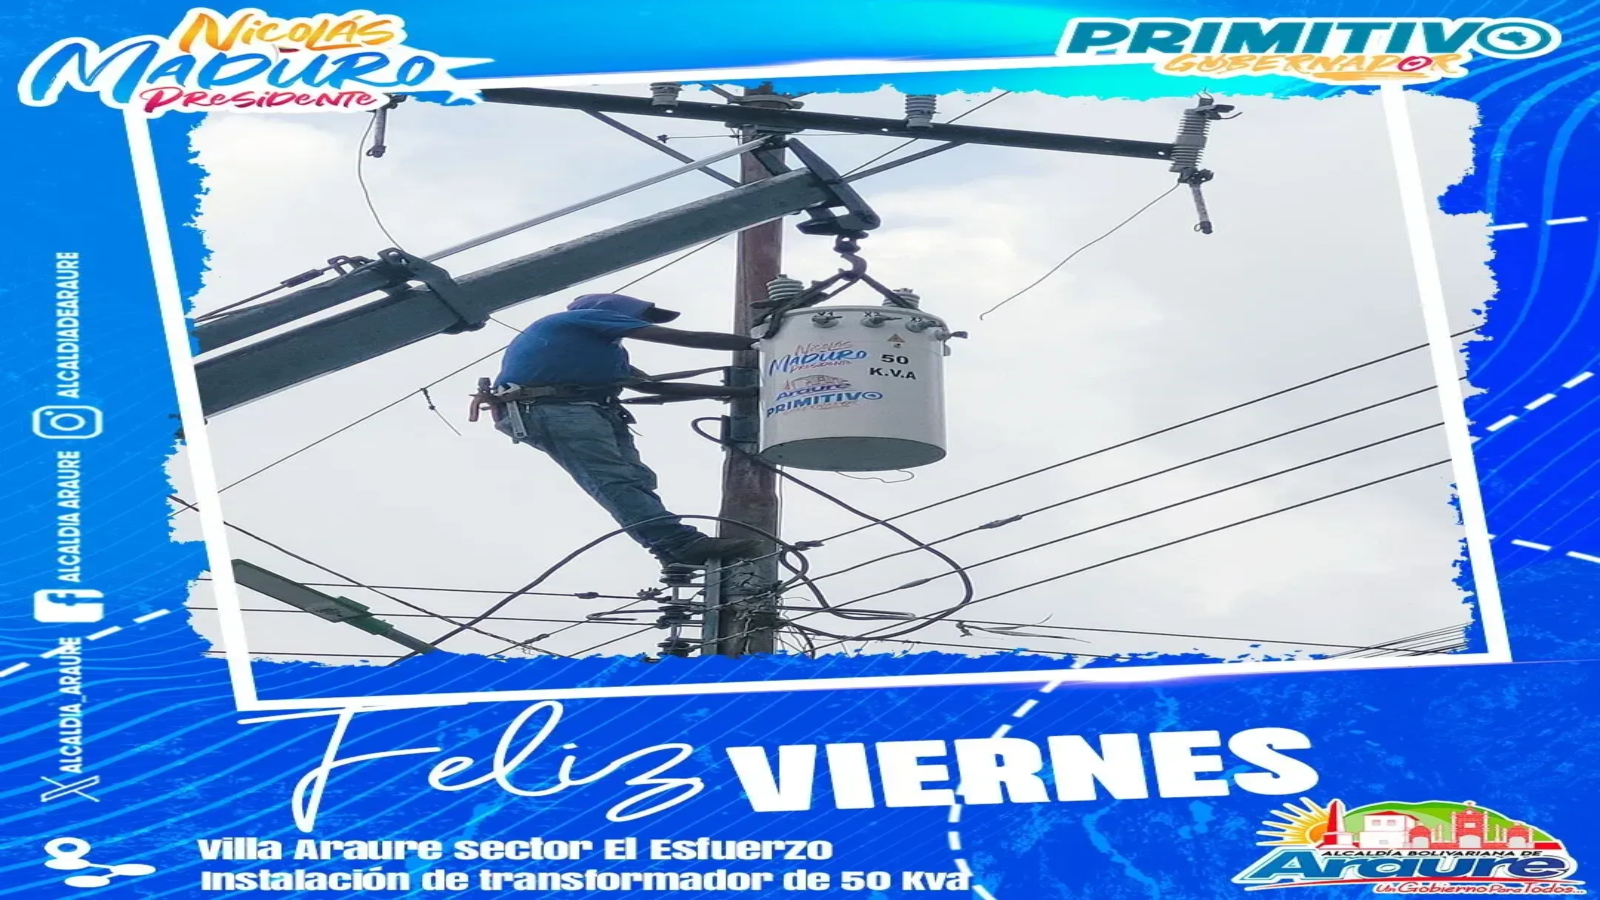 Nicolás
MADURO
PRESIDENTE
PRIMITIVO
GOBERNADOR
Nicolás
MADURO
PRESIDENTE
Araure
PRIMITIVO
50
K.V.A
ALCALDIADEARAURE
ALCALDIA ARAURE
ALCALDIA_ARAURE
Feliz VIERNES
Villa Araure sector El Esfuerzo
Instalación de transformador de 50 Kva
ALCALDÍA BOLIVARIANA DE
Araure
Un Gobierno Para Todos...